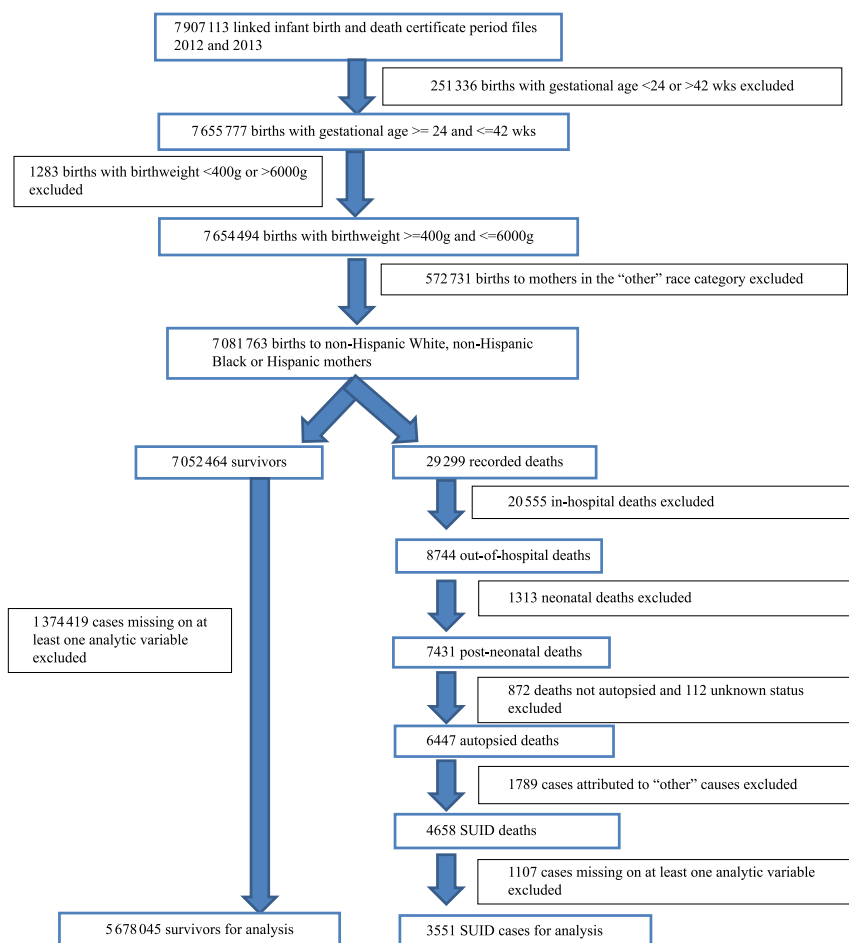 7 907 113 linked infant birth and death certificate period files
2012 and 2013
251 336 births with gestational age <24 or >42 wks excluded
7 655 777 births with gestational age >= 24 and <=42 wks
1283 births with birthweight <400g or >6000g
excluded
7 654 494 births with birthweight >=400g and <=6000g
572 731 births to mothers in the “other” race category excluded
7 081 763 births to non-Hispanic White, non-Hispanic
Black or Hispanic mothers
7 052 464 survivors
29 299 recorded deaths
20 555 in-hospital deaths excluded
8744 out-of-hospital deaths
1313 neonatal deaths excluded
1 374 419 cases missing on at
least one analytic variable
excluded
7431 post-neonatal deaths
872 deaths not autopsied and 112 unknown status
excluded
6447 autopsied deaths
1789 cases attributed to “other” causes excluded
4658 SUID deaths
1107 cases missing on at least one analytic variable
excluded
5 678 045 survivors for analysis
3551 SUID cases for analysis